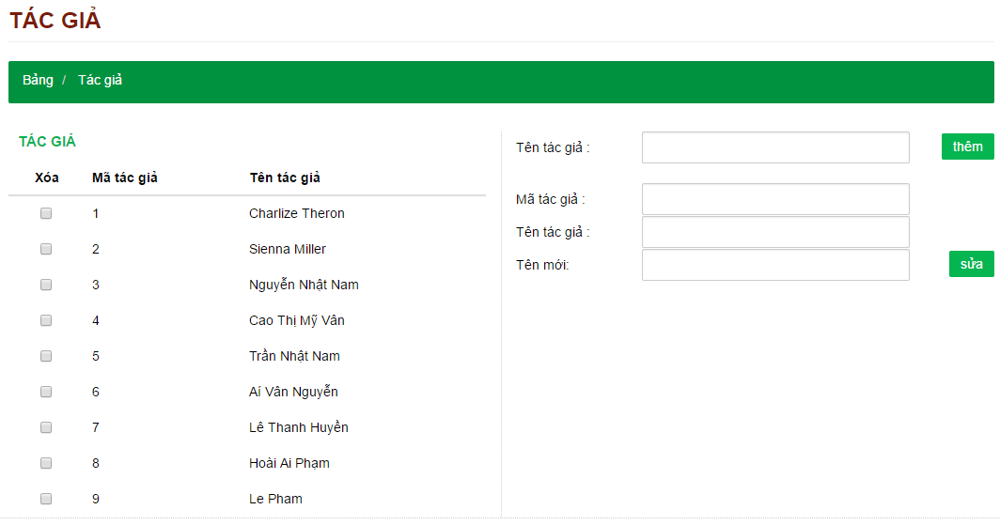 TÁC GIẢ
Bảng / Tác giả
TÁC GIẢ
Xóa Mã tác giả Tên tác giả
1 Charlize Theron
2 Sienna Miller
3 Nguyễn Nhật Nam
4 Cao Thị Mỹ Vân
5 Trần Nhật Nam
6 Aí Vân Nguyễn
7 Lê Thanh Huyền
8 Hoài Ai Phạm
9 Le Pham
Tên tác giả : thêm
Mã tác giả :
Tên tác giả :
Tên mới: sửa